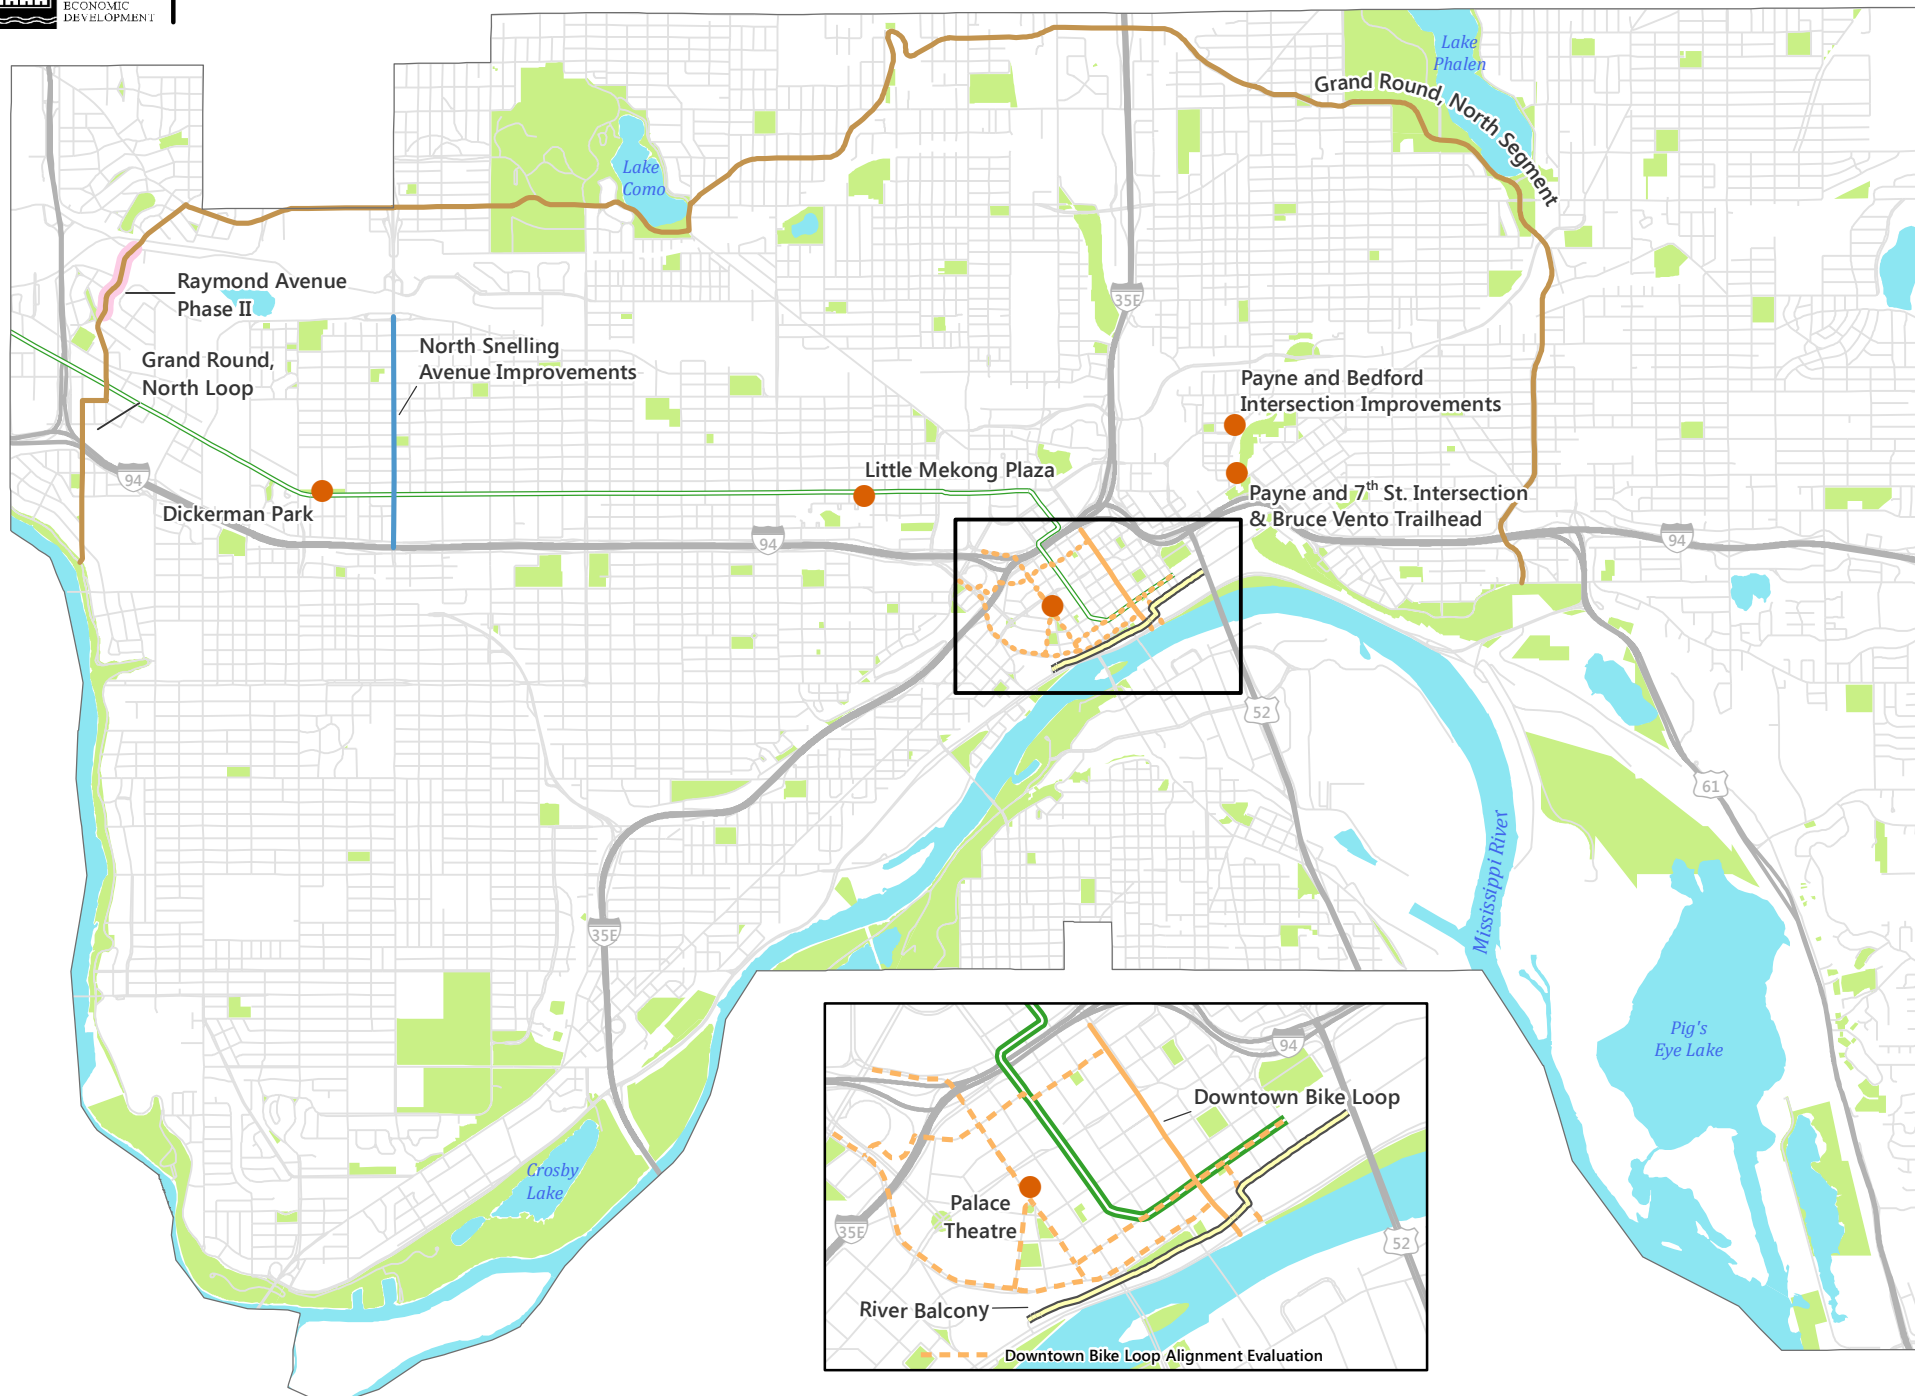 ECONOMIC
DEVELOPMENT
Lake
Phalen
Grand Round, North Segment
Lake
Como
Raymond Avenue
Phase II
35E
Grand Round,
North Loop
North Snelling
Avenue Improvements
Payne and Bedford
Intersection Improvements
94
Little Mekong Plaza
Dickerman Park
Payne and 7th St. Intersection
& Bruce Vento Trailhead
94
94
52
61
Mississippi River
35E
Pig's
Eye Lake
Crosby
Lake
94
Downtown Bike Loop
Palace
Theatre
35E
52
River Balcony
Downtown Bike Loop Alignment Evaluation